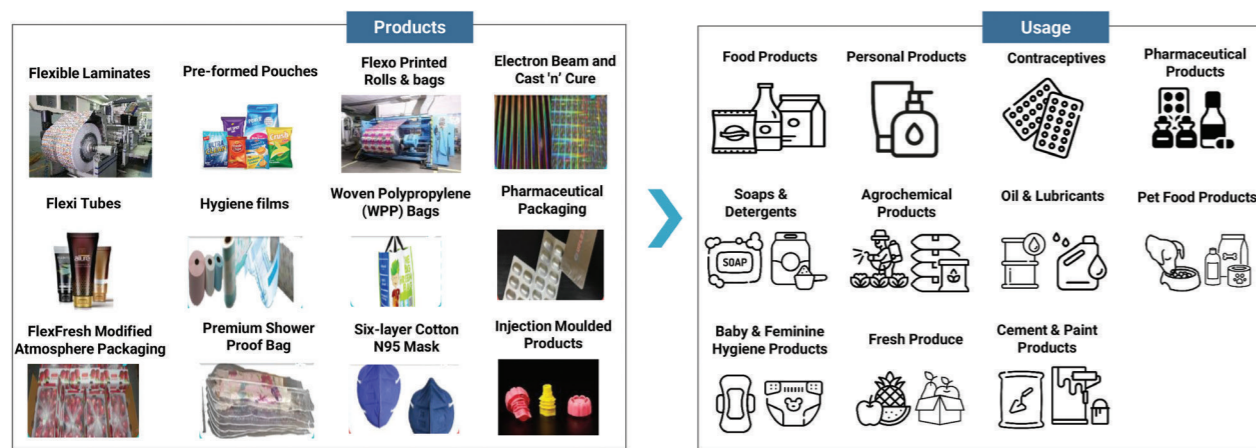 Products
Flexible Laminates
Pre-formed Pouches
Flexo Printed
Rolls & bags
Electron Beam and
Cast 'n' Cure
Flexi Tubes
Hygiene films
Woven Polypropylene
(WPP) Bags
Pharmaceutical
Packaging
FlexFresh Modified
Atmosphere Packaging
Premium Shower
Proof Bag
Six-layer Cotton
N95 Mask
Injection Moulded
Products
Usage
Food Products
Personal Products
Contraceptives
Pharmaceutical
Products
Soaps &
Detergents
Agrochemical
Products
Oil & Lubricants
Pet Food Products
SOAP
Baby & Feminine
Hygiene Products
Fresh Produce
Cement & Paint
Products